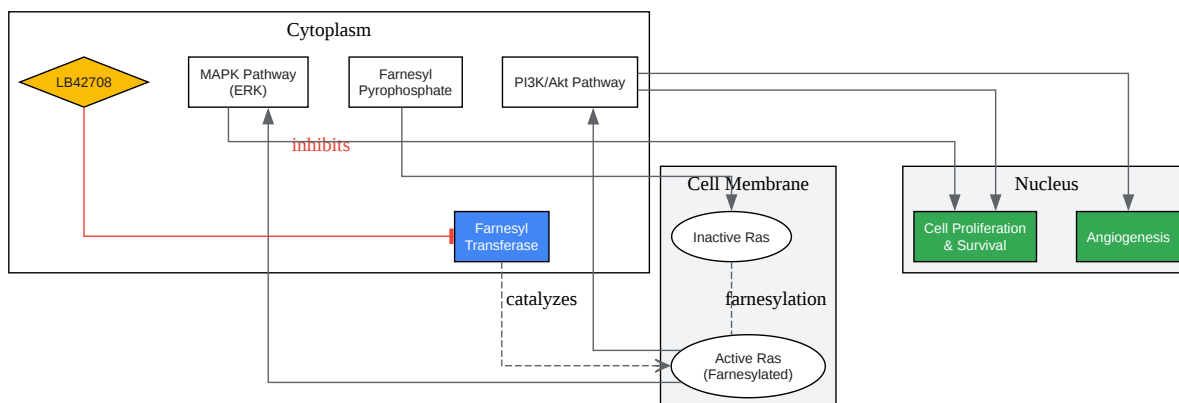 Cytoplasm
LB42708
MAPK Pathway
(ERK)
Farnesyl
Pyrophosphate
PI3K/Akt Pathway
inhibits
Cell Membrane
Nucleus
Farnesyl
Transferase
Inactive Ras
Cell Proliferation
& Survival
Angiogenesis
catalyzes
farnesylation
Active Ras
(Farnesylated)